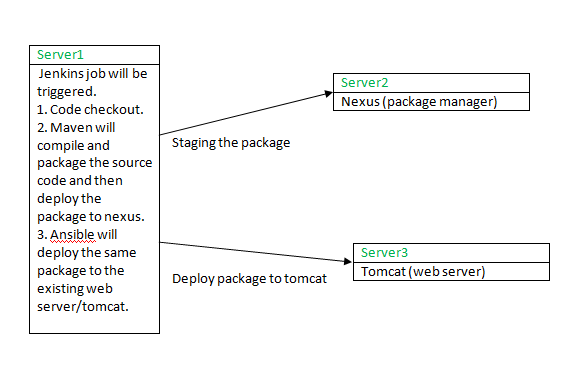 Server1
Jenkins job will be
triggered.
1. Code checkout.
2. Maven will
compile and
package the source
code and then
deploy the
package to nexus.
3. Ansible will
deploy the same
package to the
existing web
server/tomcat.
Staging the package
Deploy package to tomcat
Server2
Nexus (package manager)
Server3
Tomcat (web server)